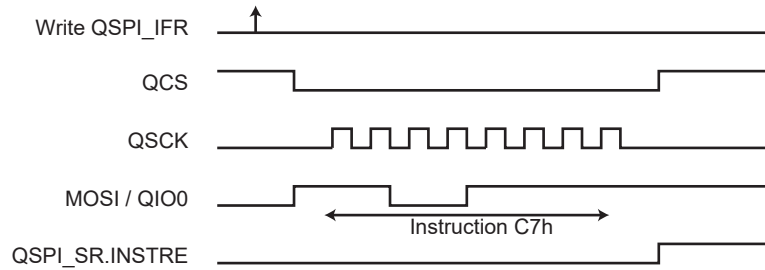 Write QSPI_IFR
QCS
QSCK
MOSI / QIO0
Instruction C7h
QSPI_SR.INSTRE